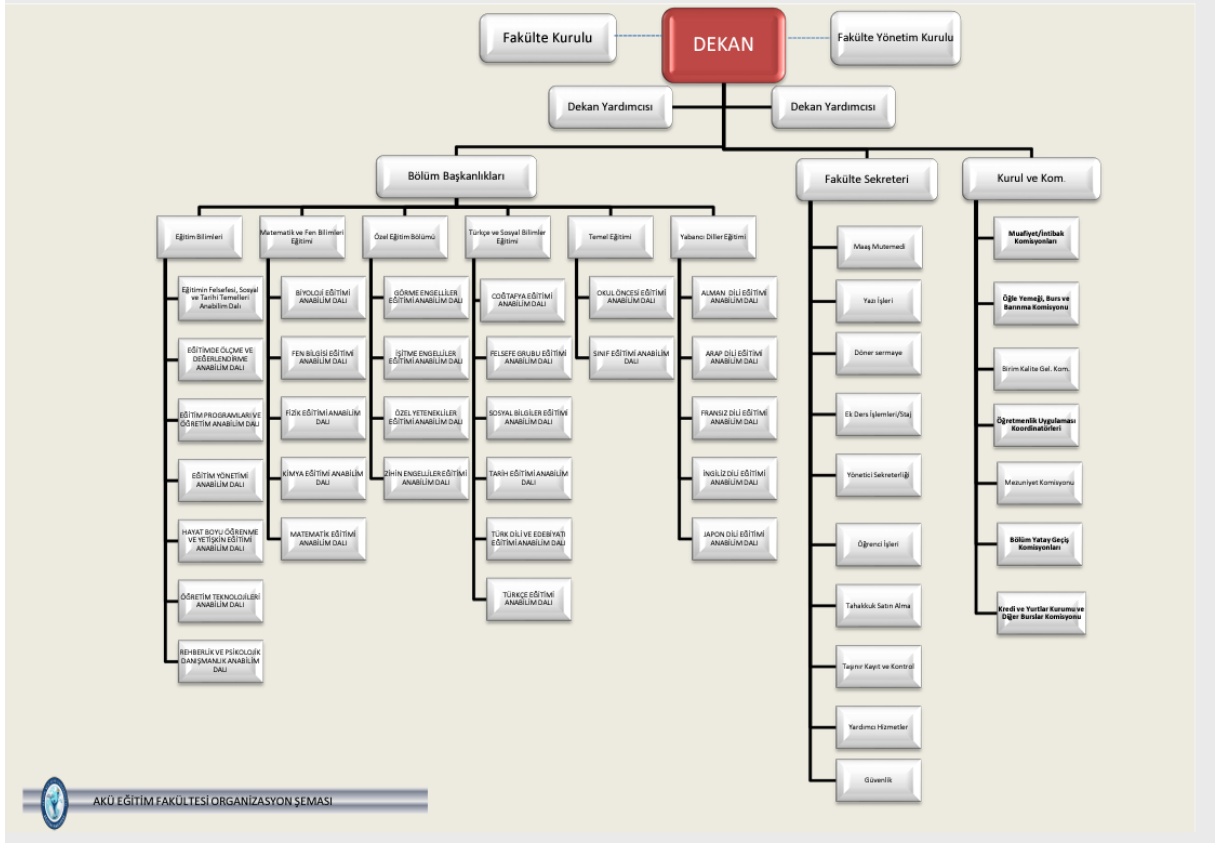 Fakülte Kurulu
DEKAN
Fakülte Yönetim Kurulu
Dekan Yardımcısı
Dekan Yardımcısı
Bölüm Başkanlıkları
Fakülte Sekreteri
Kurul ve Kom.
Eğitim Bilimleri
Eğitimin Felsefesi, Sosyal
ve Tarihi Temelleri
Anabilim Dalı
EĞİTİMDE ÖLÇME VE
DEĞERLENDİRME
ANABİLİM DALI
EĞİTİM PROGRAMLARI VE
ÖĞRETİM ANABİLİM DALI
EĞİTİM YÖNETİMİ
ANABİLİM DALI
HAYAT BOYU ÖĞRENME
VE YETİŞKİN EĞİTİMİ
ANABİLİM DALI
ÖĞRETİM TEKNOLOJİLERİ
ANABİLİM DALI
REHBERLİK VE PSİKOLOJİK
DANIŞMANLIK ANABİLİM
DALI
Matematik ve Fen Bilimleri
Eğitimi
BİYOLOJİ EĞİTİMİ
ANABİLİM DALI
FEN BİLGİSİ EĞİTİMİ
ANABİLİM DALI
FİZİK EĞİTİMİ ANABİLİM
DALI
KİMYA EĞİTİMİ ANABİLİM
DALI
MATEMATİK EĞİTİMİ
ANABİLİM DALI
Özel Eğitim Bölümü
GÖRME ENGELLİLER
EĞİTİMİ ANABİLİM DALI
İŞİTME ENGELLİLER
EĞİTİMİ ANABİLİM DALI
ÖZEL YETENEKLİLER
EĞİTİMİ ANABİLİM DALI
ZİHİN ENGELLİLER EĞİTİMİ
ANABİLİM DALI
Türkçe ve Sosyal Bilimler
Eğitimi
COĞTAFYA EĞİTİMİ
ANABİLİM DALI
FELSEFE GRUBU EĞİTİMİ
ANABİLİM DALI
SOSYAL BİLGİLER EĞİTİMİ
ANABİLİM DALI
TARİH EĞİTİMİ ANABİLİM
DALI
TÜRK DİLİ VE EDEBİYATI
EĞİTİMİ ANABİLİM DALI
TÜRKÇE EĞİTİMİ
ANABİLİM DALI
Temel Eğitimi
OKUL ÖNCESİ EĞİTİMİ
ANABİLİM DALI
SINIF EĞİTİMİ ANABİLİM
DALI
Yabancı Diller Eğitimi
ALMAN DİLİ EĞİTİMİ
ANABİLİM DALI
ARAP DİLİ EĞİTİMİ
ANABİLİM DALI
FRANSIZ DİLİ EĞİTİMİ
ANABİLİM DALI
İNGİLİZ DİLİ EĞİTİMİ
ANABİLİM DALI
JAPON DİLİ EĞİTİMİ
ANABİLİM DALI
Maaş Mutemedi
Yazı İşleri
Döner sermaye
Ek Ders İşlemleri/Staj
Yönetici Sekreterliği
Öğrenci İşleri
Tahakkuk Satın Alma
Taşınır Kayıt ve Kontrol
Yardımcı Hizmetler
Güvenlik
Muafiyet/İntibak
Komisyonları
Öğle Yemeği, Burs ve
Barınma Komisyonu
Birim Kalite Gel. Kom.
Öğretmenlik Uygulaması
Koordinatörleri
Mezuniyet Komisyonu
Bölüm Yatay Geçiş
Komisyonları
Kredi ve Yurtlar Kurumu ve
Diğer Burslar Komisyonu
AKÜ EĞİTİM FAKÜLTESİ ORGANİZASYON ŞEMASI